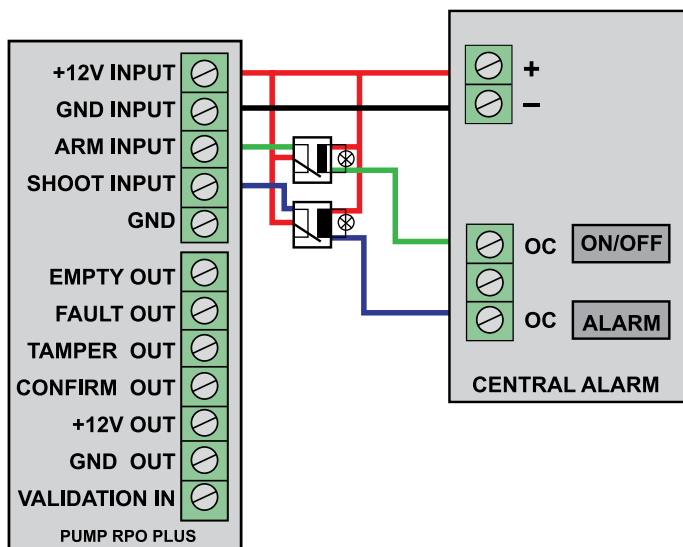 +12V INPUT
GND INPUT
ARM INPUT
SHOOT INPUT
GND
EMPTY OUT
FAULT OUT
TAMPER OUT
CONFIRM OUT
+12V OUT
GND OUT
VALIDATION IN
PUMP RPO PLUS
+
–
OC ON/OFF
OC ALARM
CENTRAL ALARM